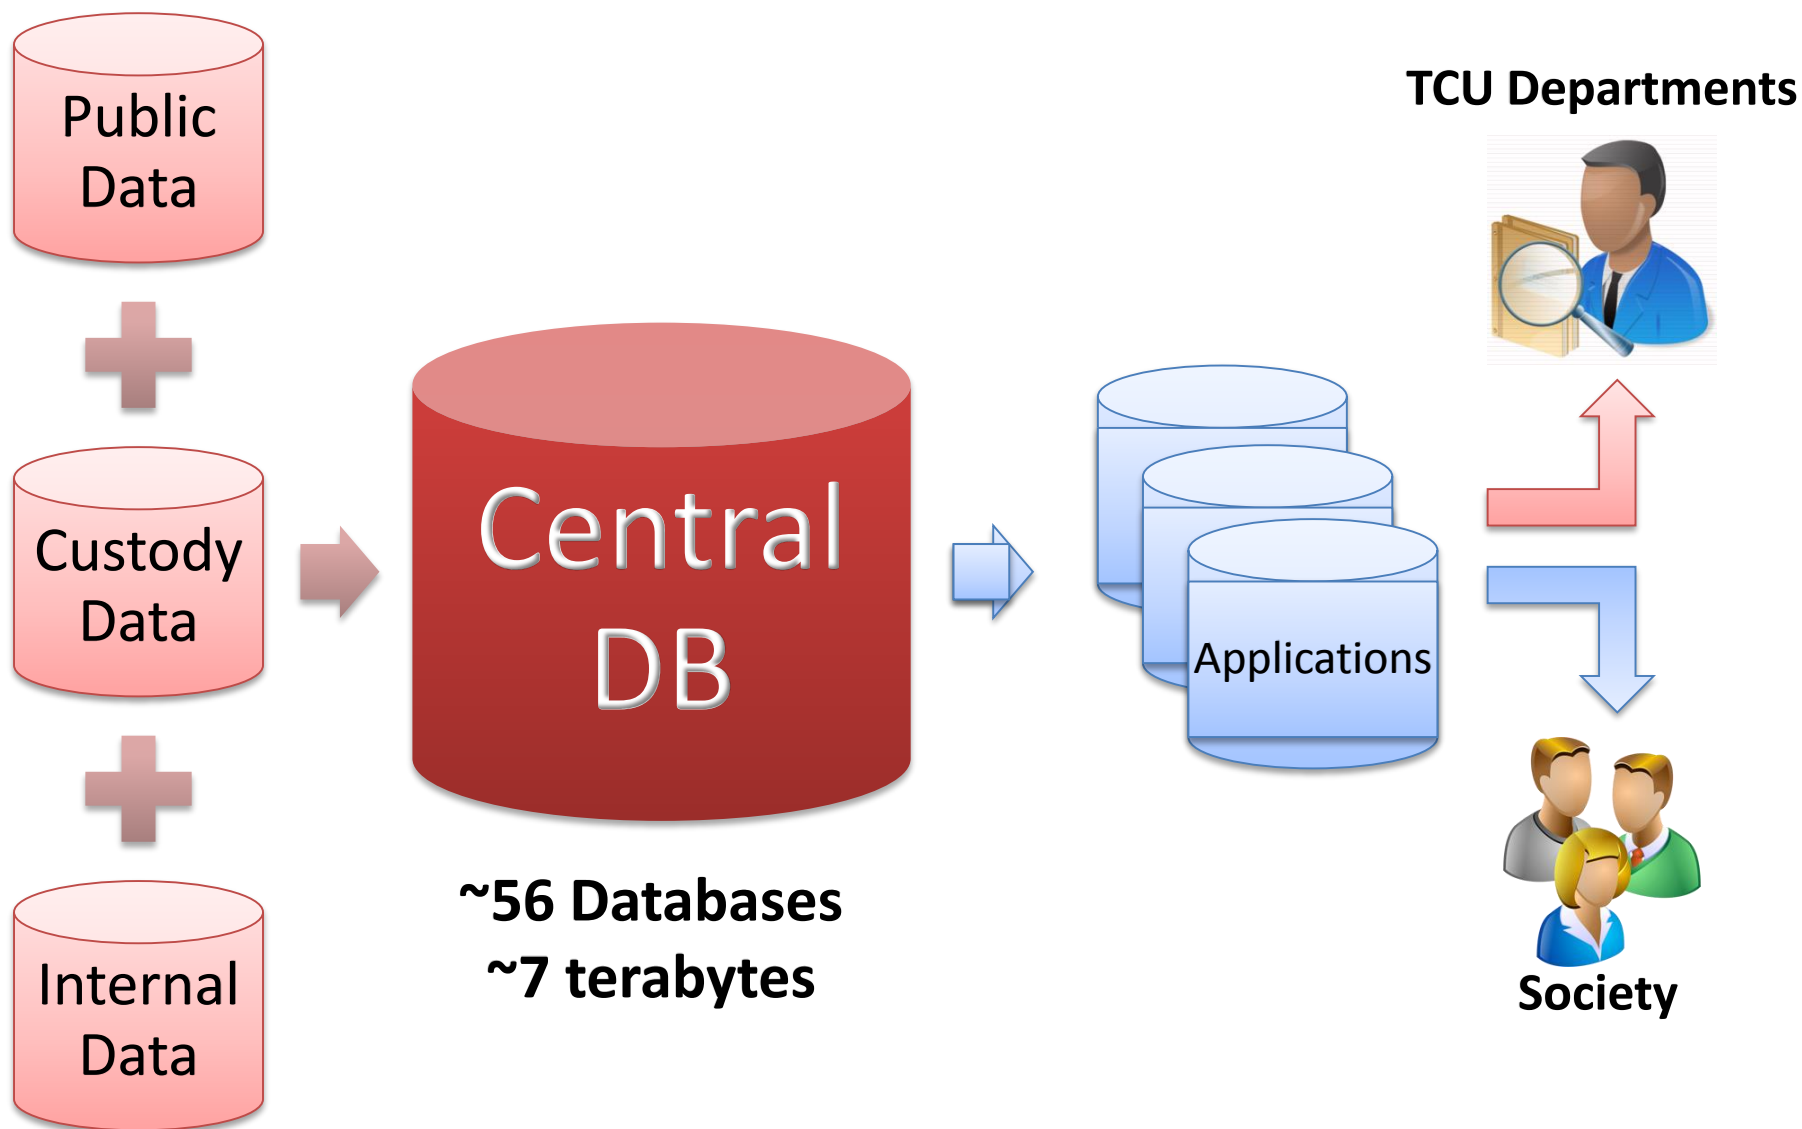 Public
Data
Custody
Data
Internal
Data
Central
DB
~56 Databases
~7 terabytes
Applications
TCU Departments
Society